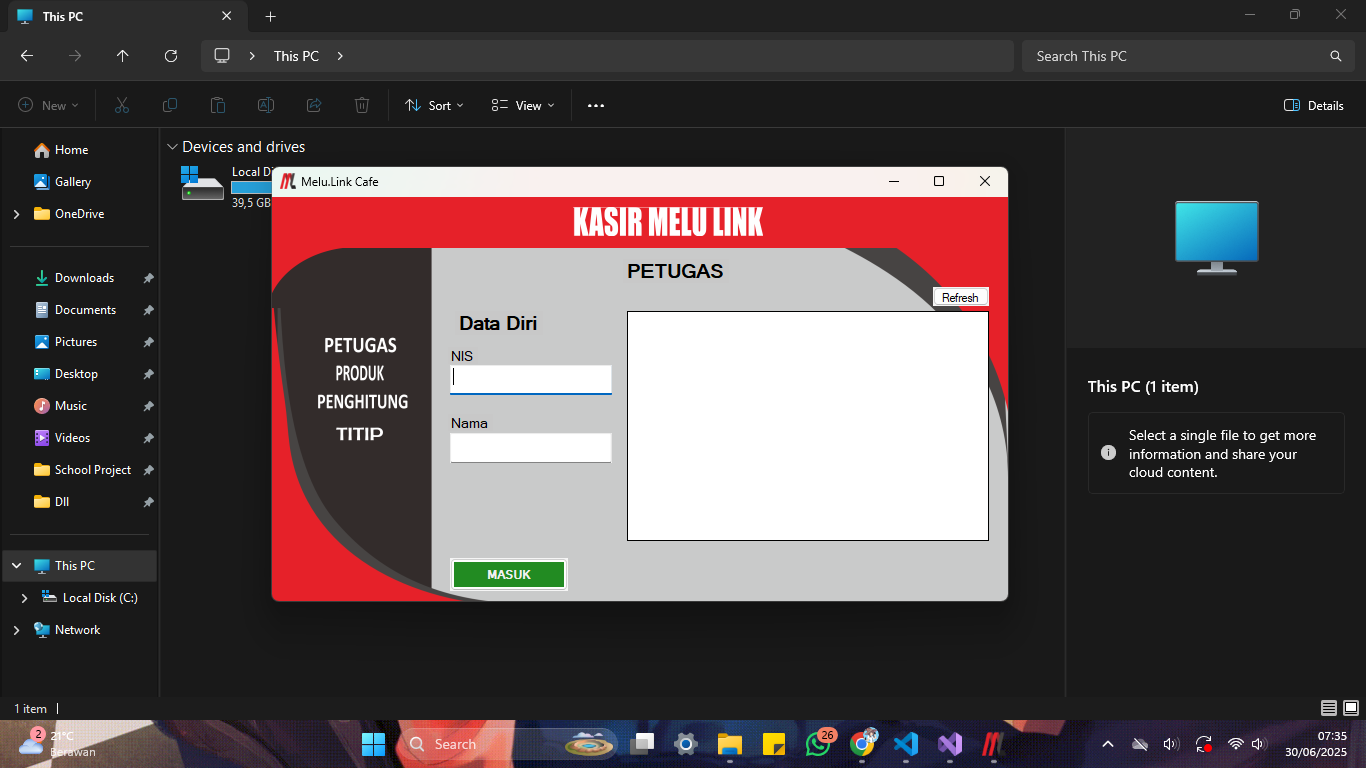 This PC
This PC
Search This PC
New
Sort
View
Details
Home
Gallery
OneDrive
Downloads
Documents
Pictures
Desktop
Music
Videos
School Project
Dll
This PC
Local Disk (C:)
Network
Devices and drives
Local Di
39,5 GB
Melu.Link Cafe
KASIR MELU LINK
PETUGAS
PRODUK
PENGHITUNG
TITIP
PETUGAS
Refresh
Data Diri
NIS
Nama
MASUK
This PC (1 item)
Select a single file to get more
information and share your
cloud content.
1 item
2
21°C
Berawan
Search
26
07:35
30/06/2025